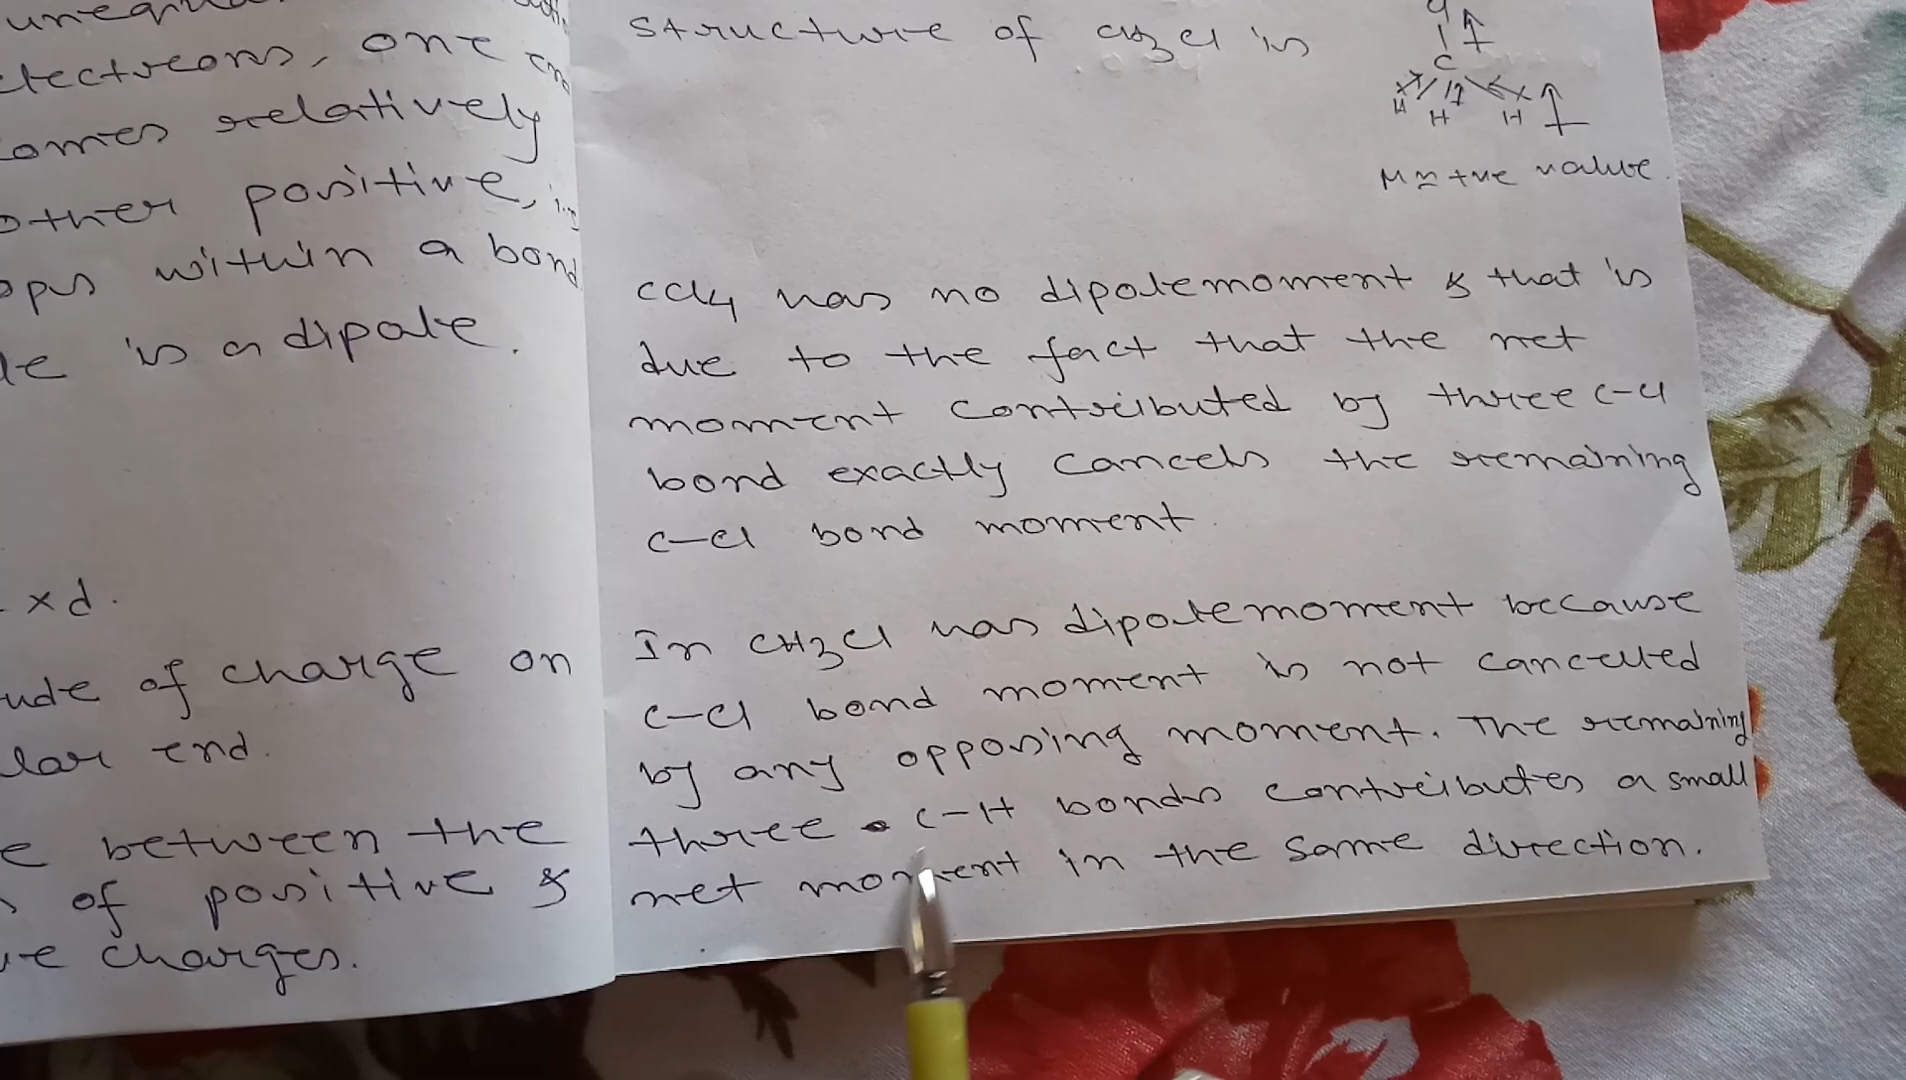 electrons, one end
comes relatively
other positive,
ops within a bond
le is a dipole.
xd.
ude of charge on
lar end.
e between the
s of positive &
ve charges.
structure of CH3Cl is
Cl
C
H H H
M = +ve value.
CCl4 has no dipolemoment & that is
due to the fact that the net
moment contributed by three C-Cl
bond exactly cancels the remaining
C-Cl bond moment.
In CH3Cl has dipolemoment because
C-Cl bond moment is not cancelled
by any opposing moment. The remaining
three C-H bonds contributes a small
net moment in the same direction.